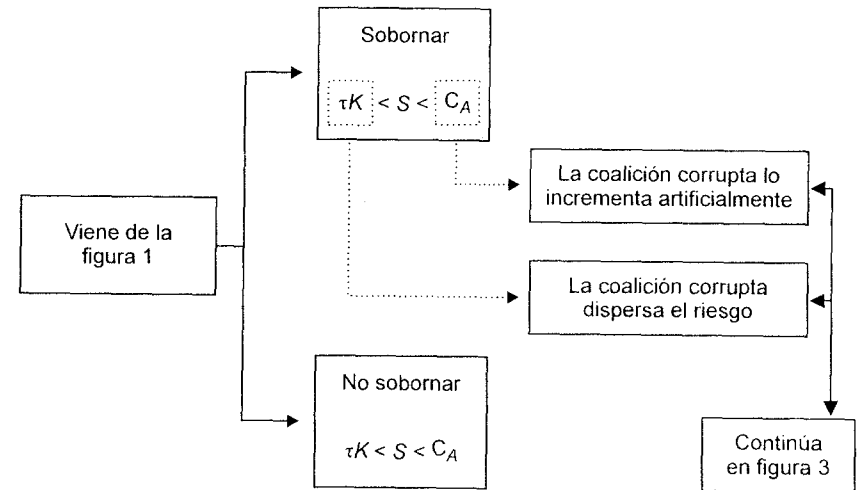 Sobornar
τK < S < C_A
La coalición corrupta lo
incrementa artificialmente
Viene de la
figura 1
La coalición corrupta
dispersa el riesgo
No sobornar
τK < S < C_A
Continúa
en figura 3